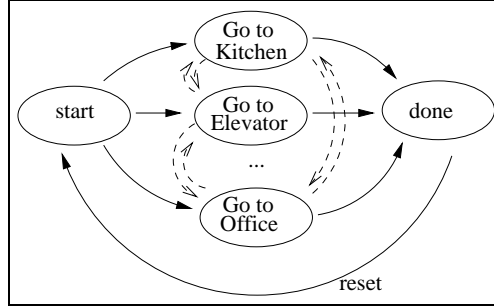 Go to
Kitchen
start
Go to
Elevator
done
...
Go to
Office
reset